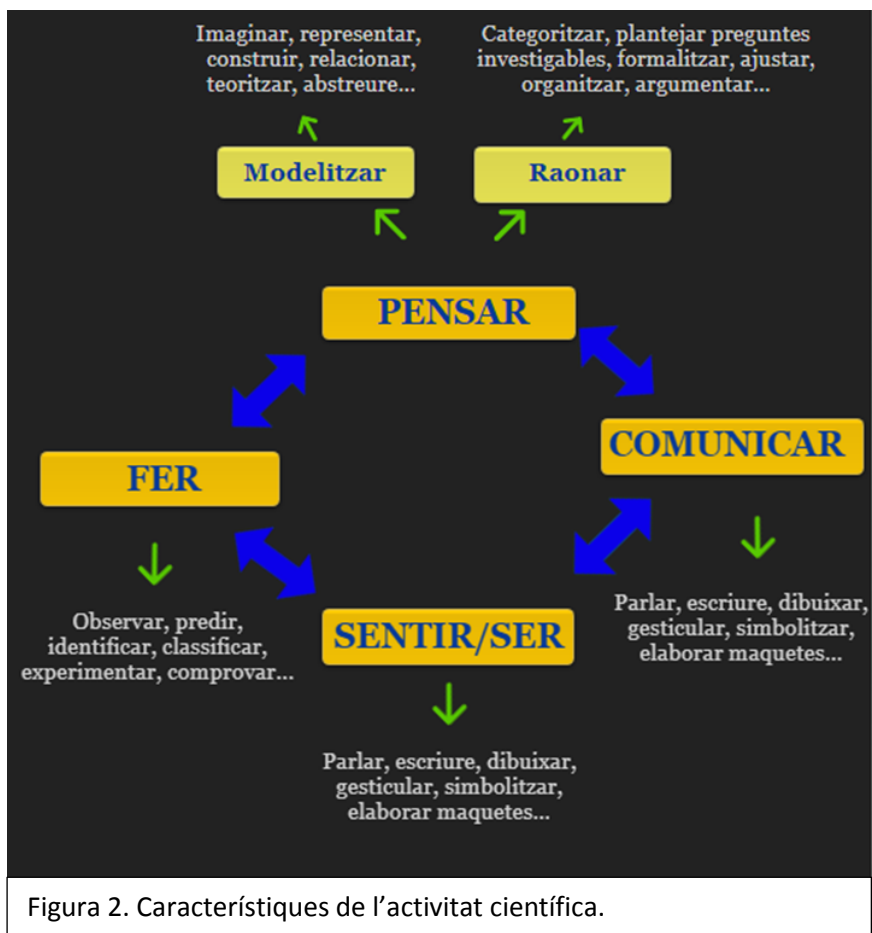 Imaginar, representar,
construir, relacionar,
teoritzar, abstreure...
Categoritzar, plantejar preguntes
investigables, formalitzar, ajustar,
organitzar, argumentar...
Modelitzar
Raonar
PENSAR
COMUNICAR
FER
Parlar, escriure, dibuixar,
gesticular, simbolitzar,
elaborar maquetes...
Observar, predir,
identificar, classificar,
experimentar, comprovar...
SENTIR/SER
Parlar, escriure, dibuixar,
gesticular, simbolitzar,
elaborar maquetes...
Figura 2. Característiques de l’activitat científica.